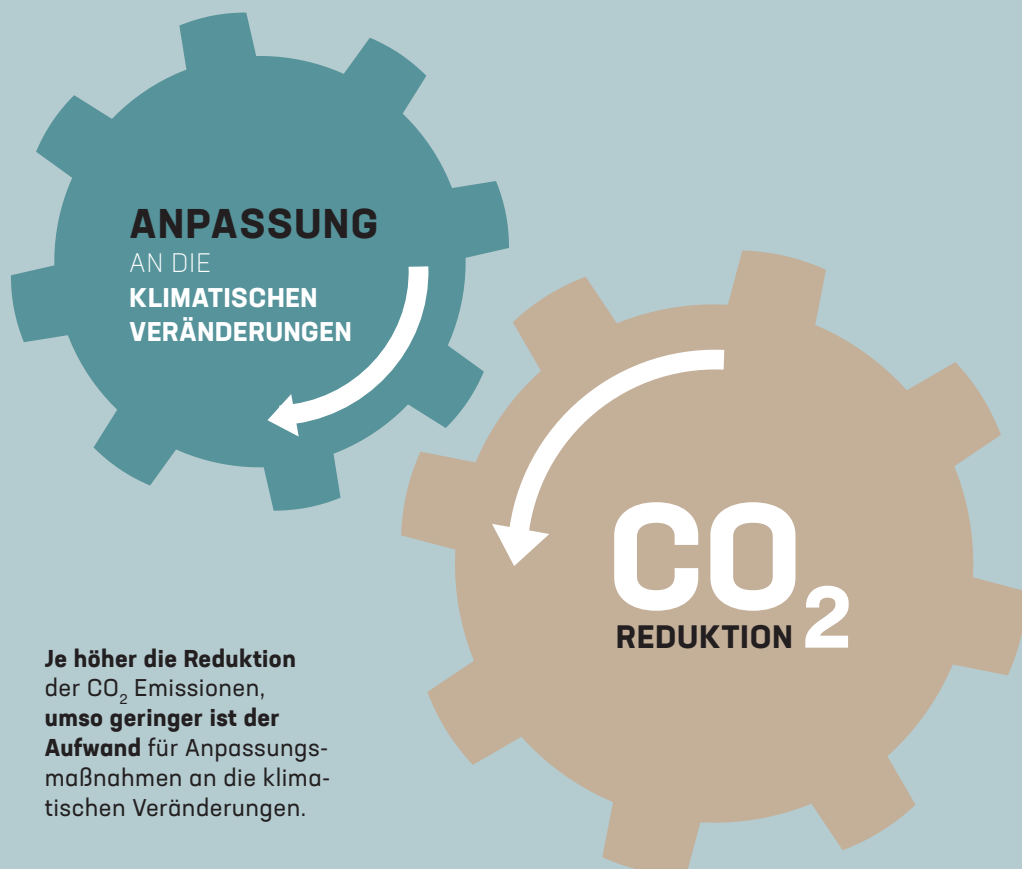 ANPASSUNG
AN DIE
KLIMATISCHEN
VERÄNDERUNGEN
CO₂
REDUKTION
Je höher die Reduktion
der CO₂ Emissionen,
umso geringer ist der
Aufwand für Anpassungs-
maßnahmen an die klima-
tischen Veränderungen.